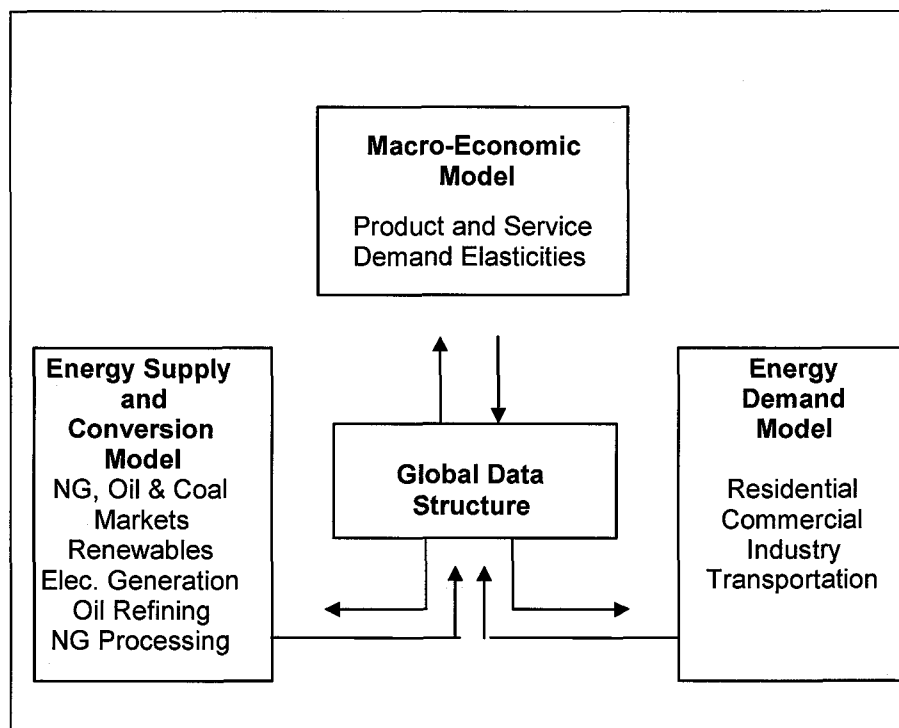 Macro-Economic
Model
Product and Service
Demand Elasticities
Energy Supply
and
Conversion
Model
NG, Oil & Coal
Markets
Renewables
Elec. Generation
Oil Refining
NG Processing
Global Data
Structure
Energy
Demand
Model
Residential
Commercial
Industry
Transportation